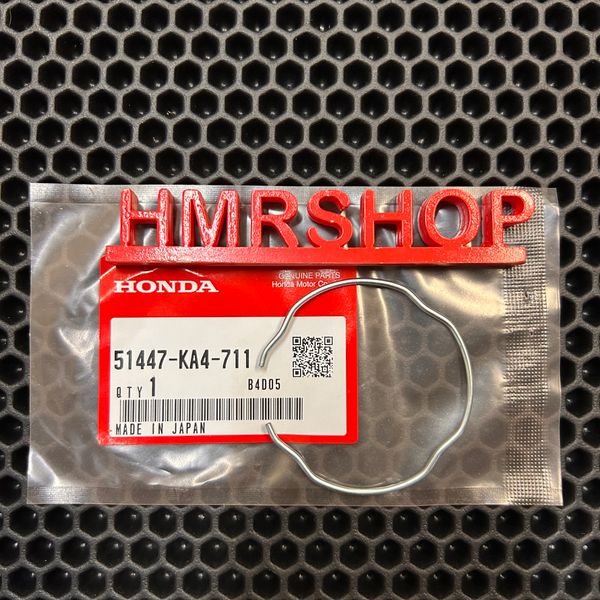 HMRSHOP
HONDA
GENUINE PARTS
Honda Motor Co
51447-KA4-711
QTY 1
B4D05
MADE IN JAPAN